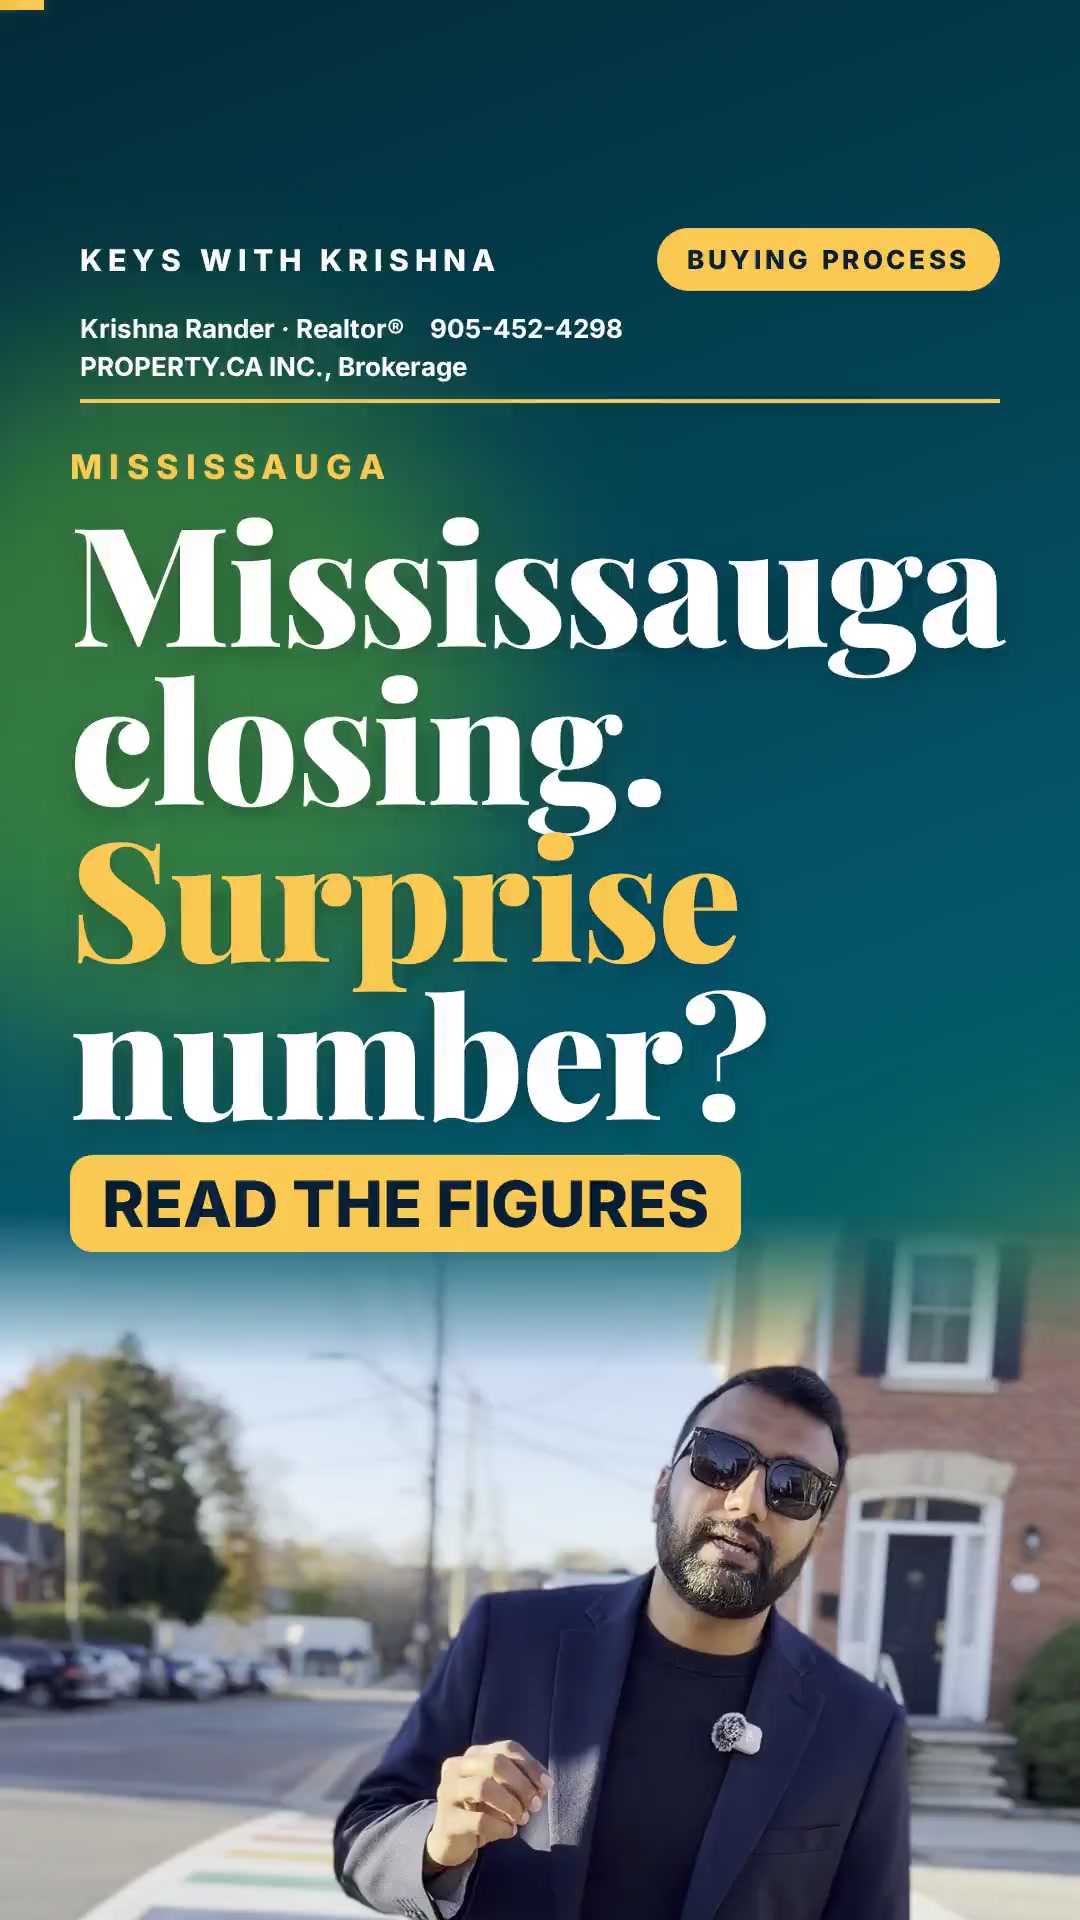 KEYS WITH KRISHNA
BUYING PROCESS
Krishna Rander · Realtor® 905-452-4298
PROPERTY.CA INC., Brokerage
MISSISSAUGA
Mississauga
closing.
Surprise
number?
READ THE FIGURES